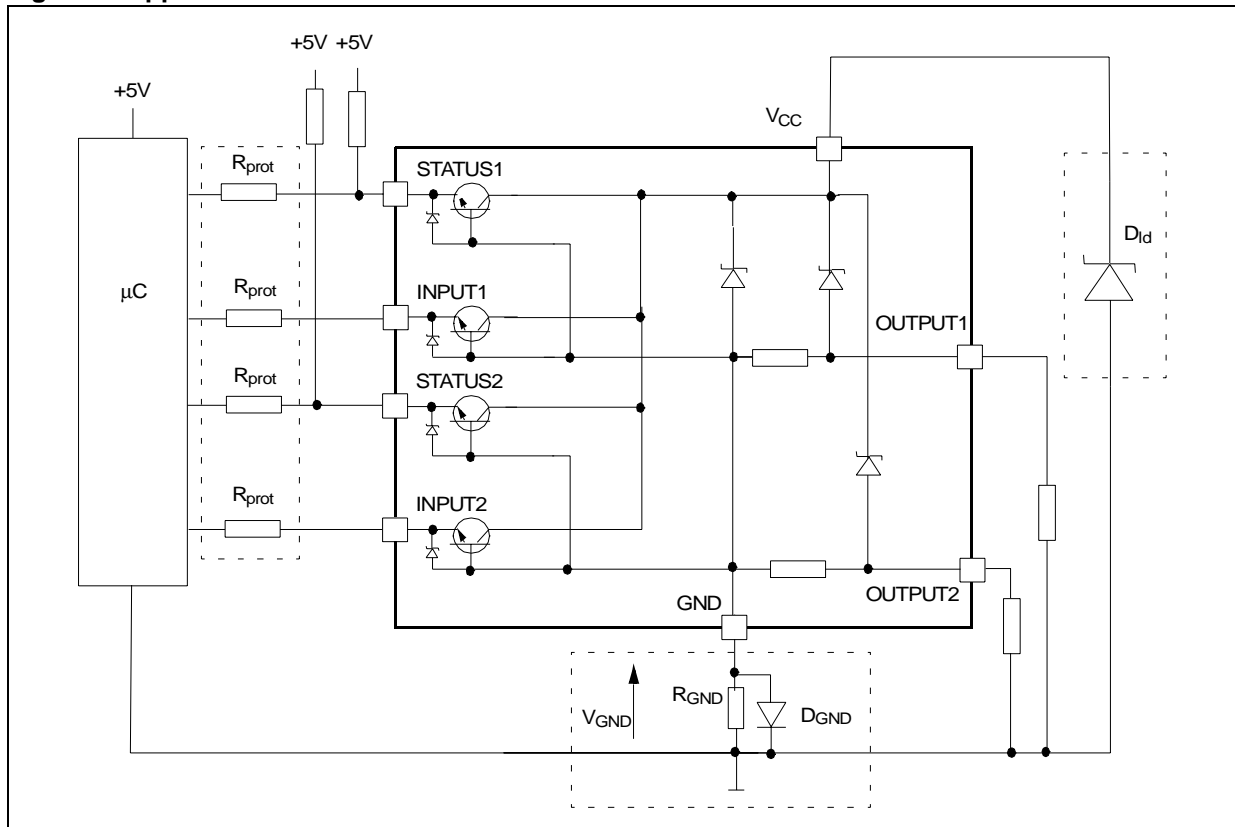 +5V
+5V
+5V
VCC
Rprot
STATUS1
Dld
μC
Rprot
INPUT1
OUTPUT1
Rprot
STATUS2
Rprot
INPUT2
GND
OUTPUT2
VGND
RGND
DGND